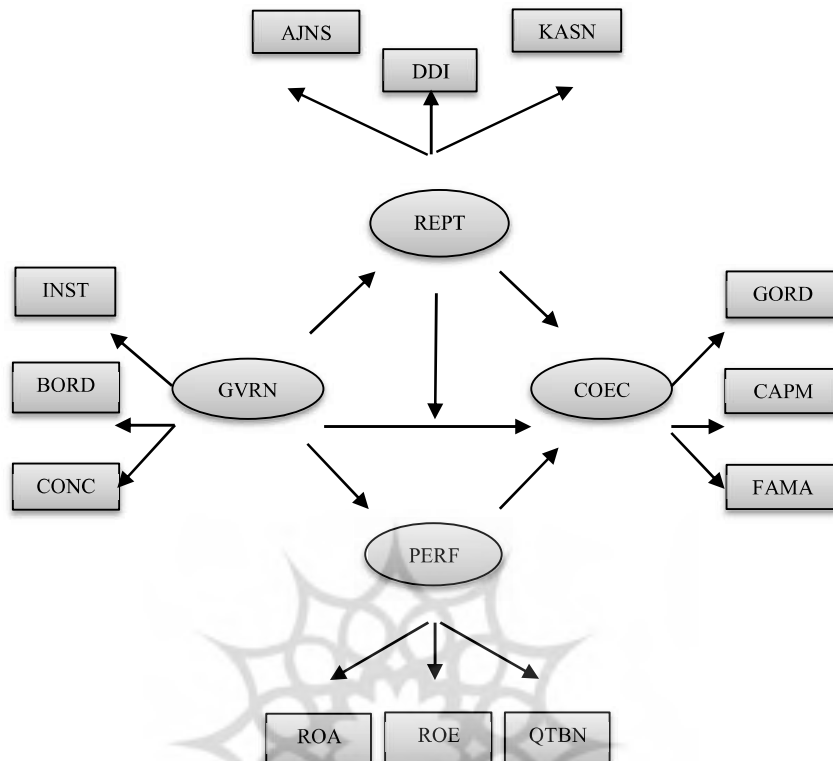 AJNS
KASN
DDI
REPT
INST
GORD
BORD
GVRN
COEC
CAPM
CONC
FAMA
PERF
ROA
ROE
QTBN